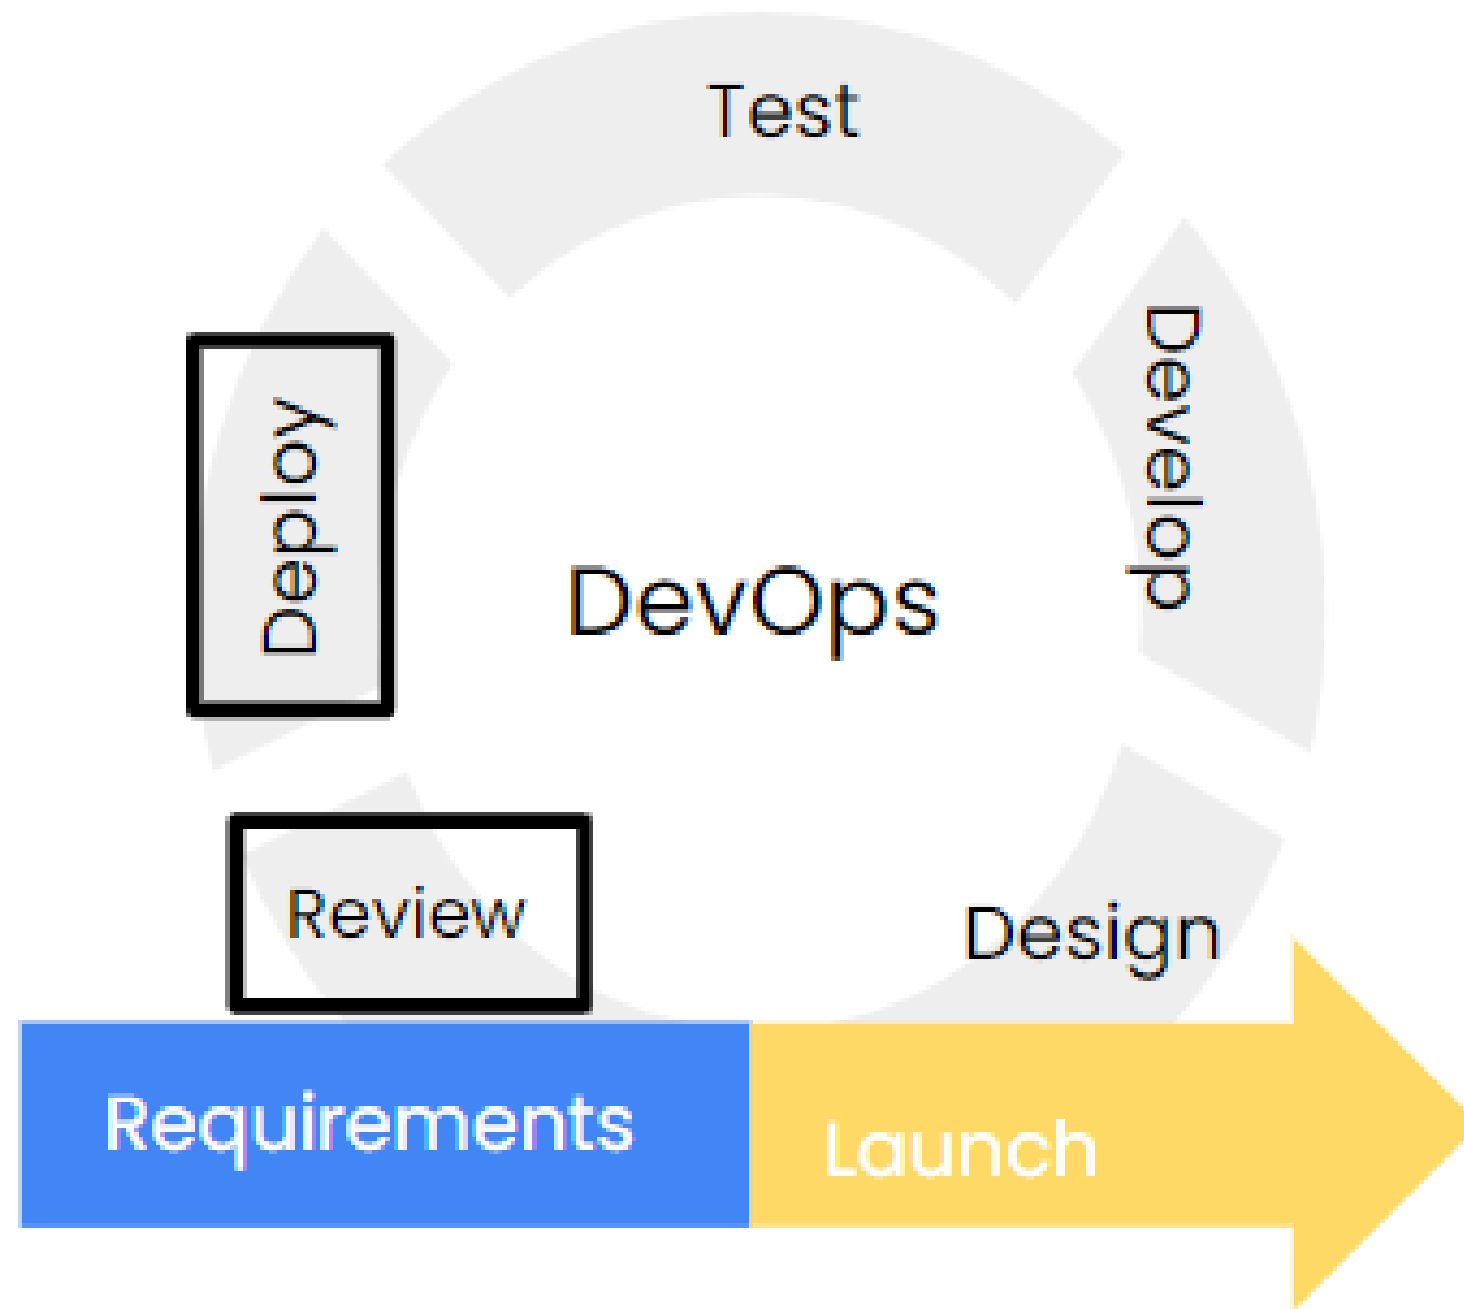 Test
Develop
Deploy
DevOps
Review
Design
Requirements
Launch